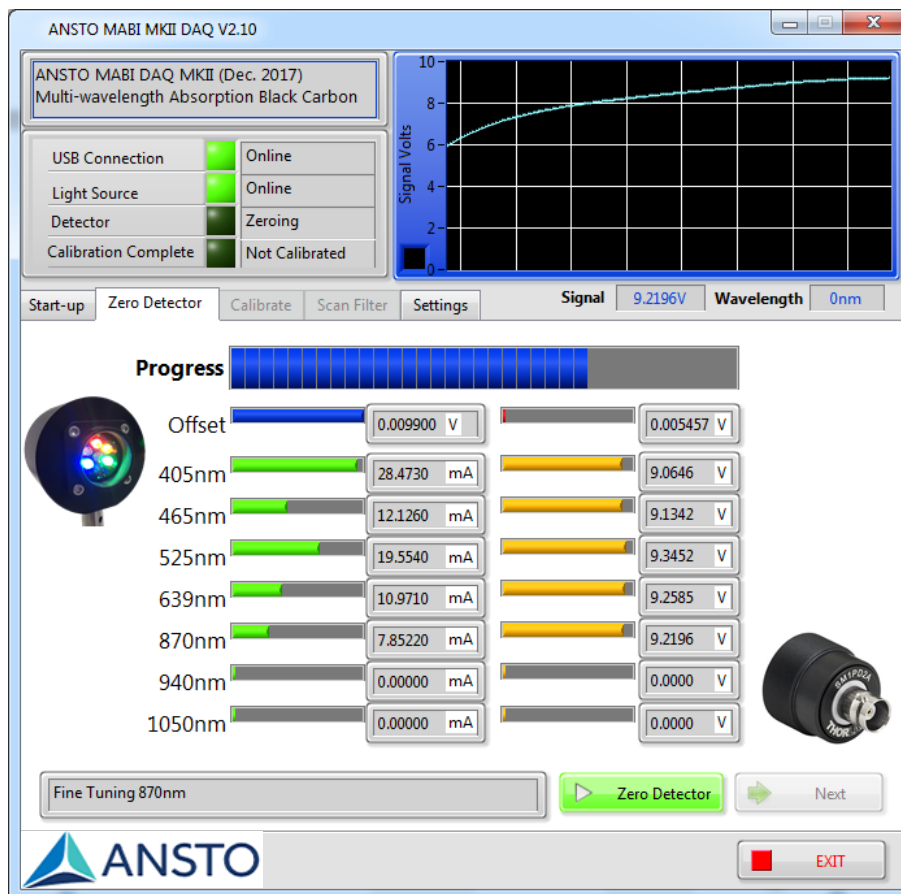 ANSTO MABI MKII DAQ V2.10
ANSTO MABI DAQ MKII (Dec. 2017)
Multi-wavelength Absorption Black Carbon
USB Connection Online
Light Source Online
Detector Zeroing
Calibration Complete Not Calibrated
Signal Volts
10
8
6
4
2
0
Start-up Zero Detector Calibrate Scan Filter Settings
Signal 9.2196V Wavelength 0nm
Progress
Offset 0.009900 V 0.005457 V
405nm 28.4730 mA 9.0646 V
465nm 12.1260 mA 9.1342 V
525nm 19.5540 mA 9.3452 V
639nm 10.9710 mA 9.2585 V
870nm 7.85220 mA 9.2196 V
940nm 0.00000 mA 0.0000 V
1050nm 0.00000 mA 0.0000 V
SM1PD2A
THOR
Fine Tuning 870nm
Zero Detector
Next
ANSTO
EXIT